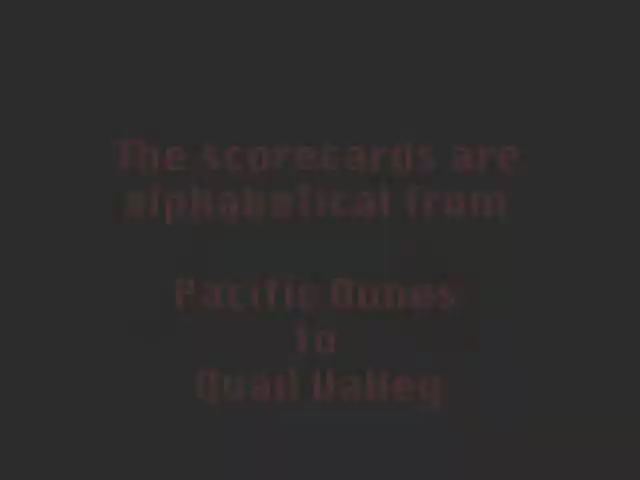 The scorecards are
alphabetical from
Pacific Dunes
To
Quail Valley